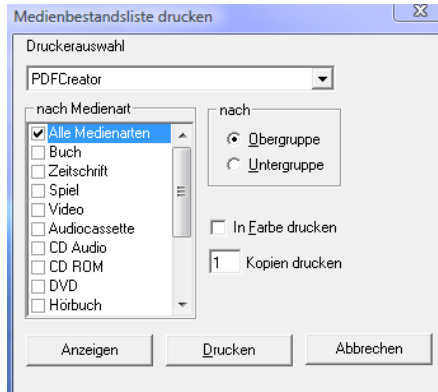 Medienbestandsliste drucken
Druckerauswahl
PDFCreator
nach Medienart
Alle Medienarten
Buch
Zeitschrift
Spiel
Video
Audiocassette
CD Audio
CD ROM
DVD
Hörbuch
nach
Obergruppe
Untergruppe
In Farbe drucken
1 Kopien drucken
Anzeigen Drucken Abbrechen